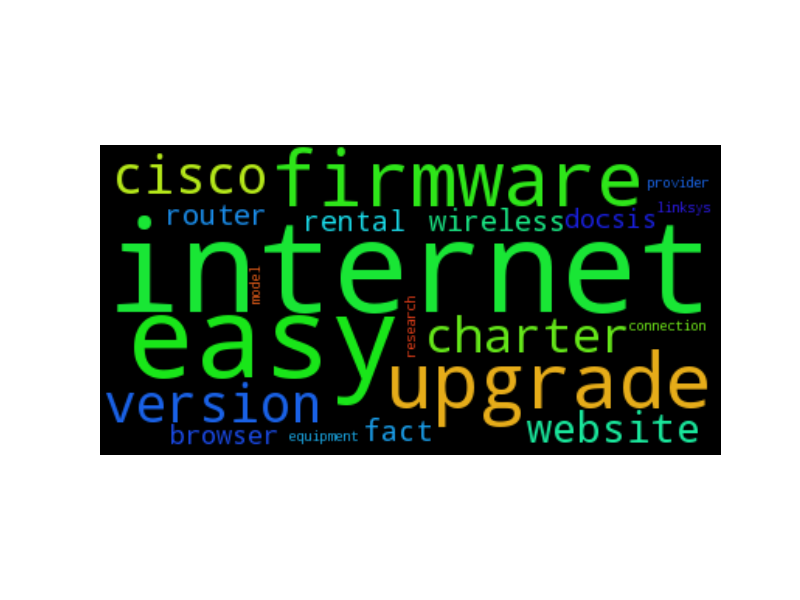 cisco firmware provider
router rental wireless docsis linksys
internet
model
easy research charter connection
version upgrade
browser equipment fact website